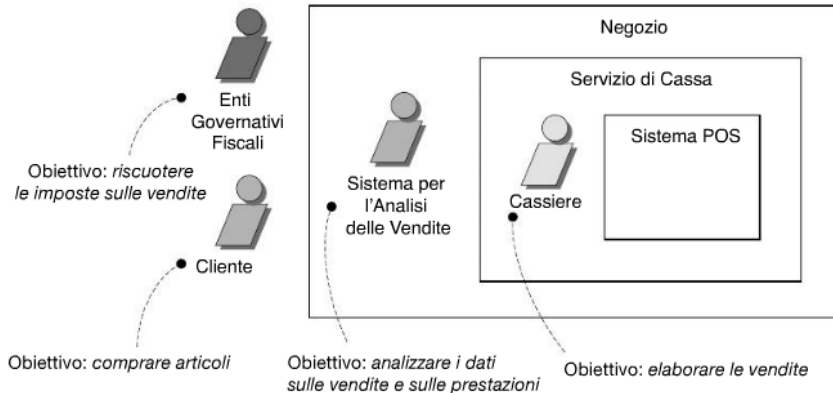 Negozio
Servizio di Cassa
Sistema POS
Enti
Governativi
Fiscali
Obiettivo: riscuotere
le imposte sulle vendite
Sistema per
l'Analisi
delle Vendite
Cassiere
Cliente
Obiettivo: comprare articoli
Obiettivo: analizzare i dati
sulle vendite e sulle prestazioni
Obiettivo: elaborare le vendite